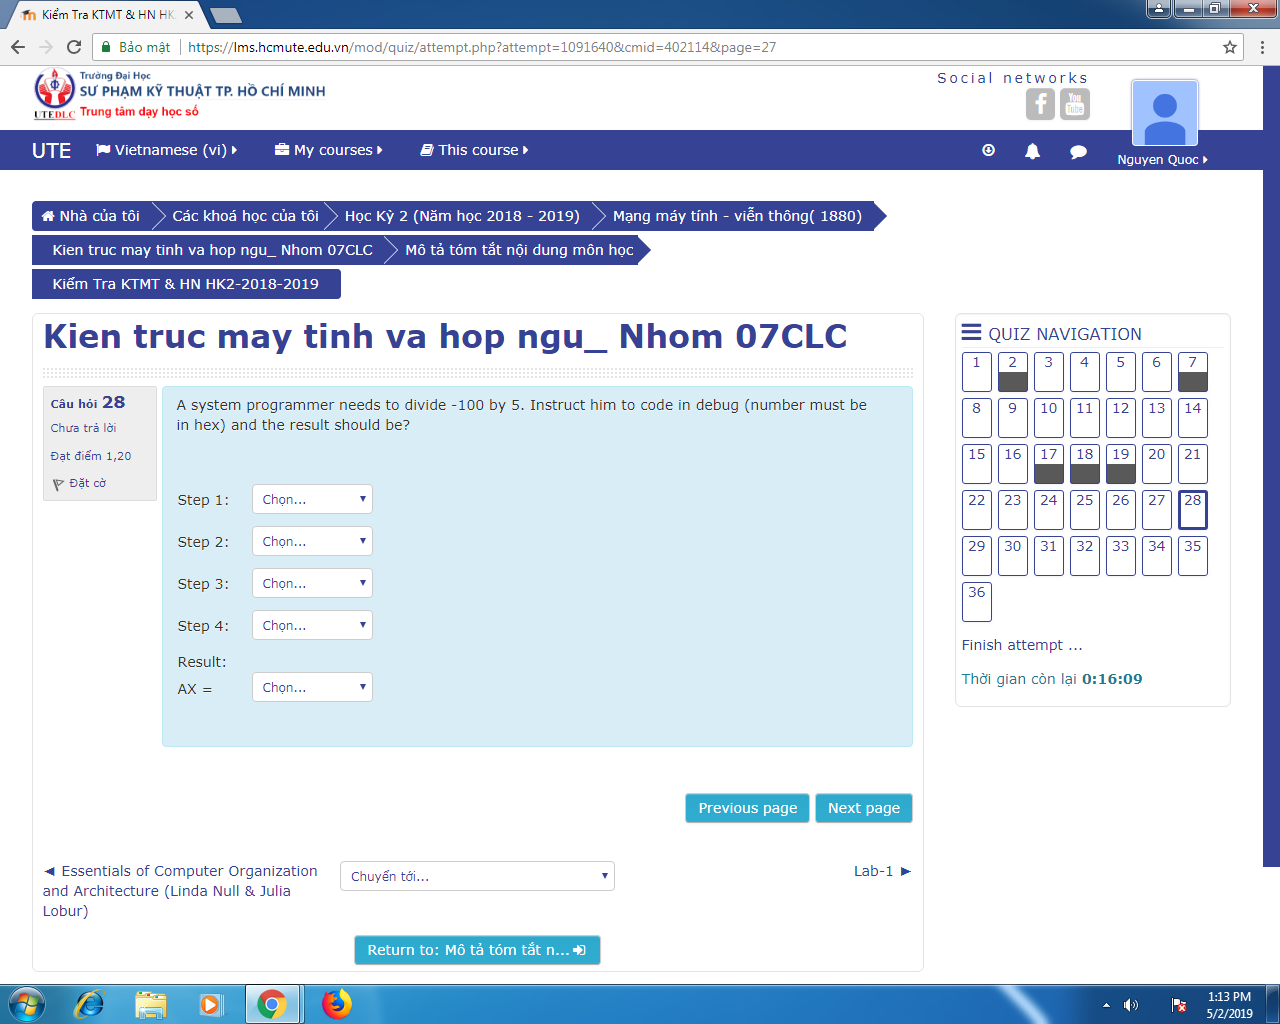 Kiểm Tra KTMT & HN HK
Bảo mật https://lms.hcmute.edu.vn/mod/quiz/attempt.php?attempt=1091640&cmid=402114&page=27
Trường Đại Học
SƯ PHẠM KỸ THUẬT TP. HỒ CHÍ MINH
UTEDLC Trung tâm dạy học số
Social networks
You
Tube
UTE Vietnamese (vi) My courses This course
Nguyen Quoc
Nhà của tôi Các khoá học của tôi Học Kỳ 2 (Năm học 2018 - 2019) Mạng máy tính - viễn thông( 1880)
Kien truc may tinh va hop ngu_ Nhom 07CLC Mô tả tóm tắt nội dung môn học
Kiểm Tra KTMT & HN HK2-2018-2019
Kien truc may tinh va hop ngu_ Nhom 07CLC
Câu hỏi 28
Chưa trả lời
Đạt điểm 1,20
Đặt cờ
A system programmer needs to divide -100 by 5. Instruct him to code in debug (number must be
in hex) and the result should be?
Step 1: Chọn...
Step 2: Chọn...
Step 3: Chọn...
Step 4: Chọn...
Result:
AX = Chọn...
Previous page Next page
◄ Essentials of Computer Organization
and Architecture (Linda Null & Julia
Lobur)
Chuyển tới...
Lab-1 ►
Return to: Mô tả tóm tắt n...
QUIZ NAVIGATION
1 2 3 4 5 6 7
8 9 10 11 12 13 14
15 16 17 18 19 20 21
22 23 24 25 26 27 28
29 30 31 32 33 34 35
36
Finish attempt ...
Thời gian còn lại 0:16:09
1:13 PM
5/2/2019